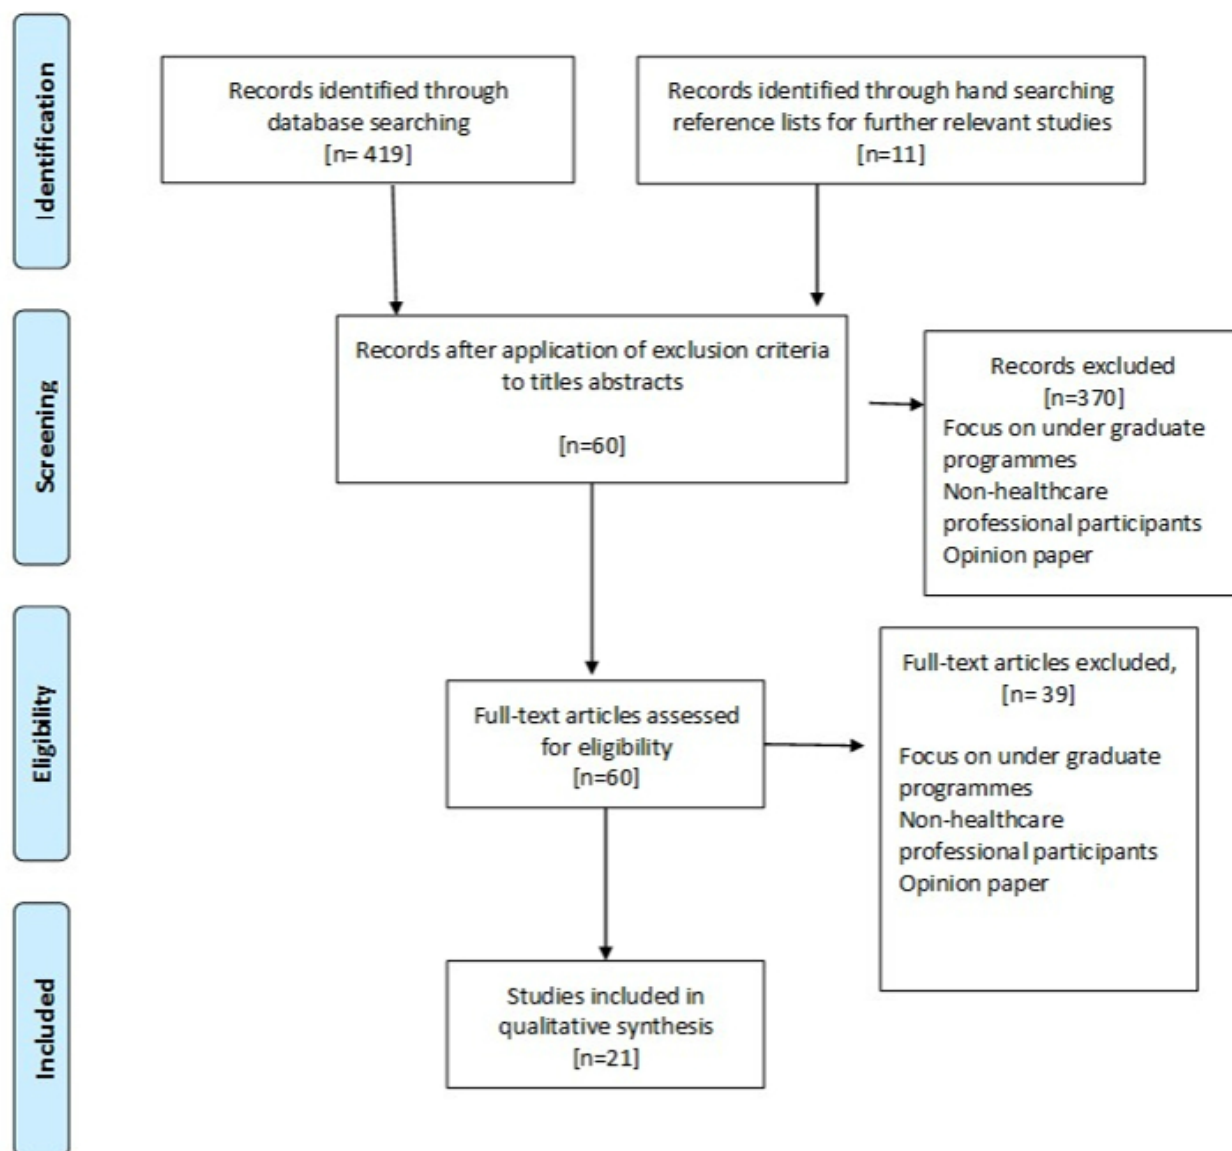 Identification
Records identified through
database searching
[n= 419]
Records identified through hand searching
reference lists for further relevant studies
[n=11]
Screening
Records after application of exclusion criteria
to titles abstracts
[n=60]
Records excluded
[n=370]
Focus on under graduate
programmes
Non-healthcare
professional participants
Opinion paper
Eligibility
Full-text articles assessed
for eligibility
[n=60]
Full-text articles excluded,
[n= 39]
Focus on under graduate
programmes
Non-healthcare
professional participants
Opinion paper
Included
Studies included in
qualitative synthesis
[n=21]